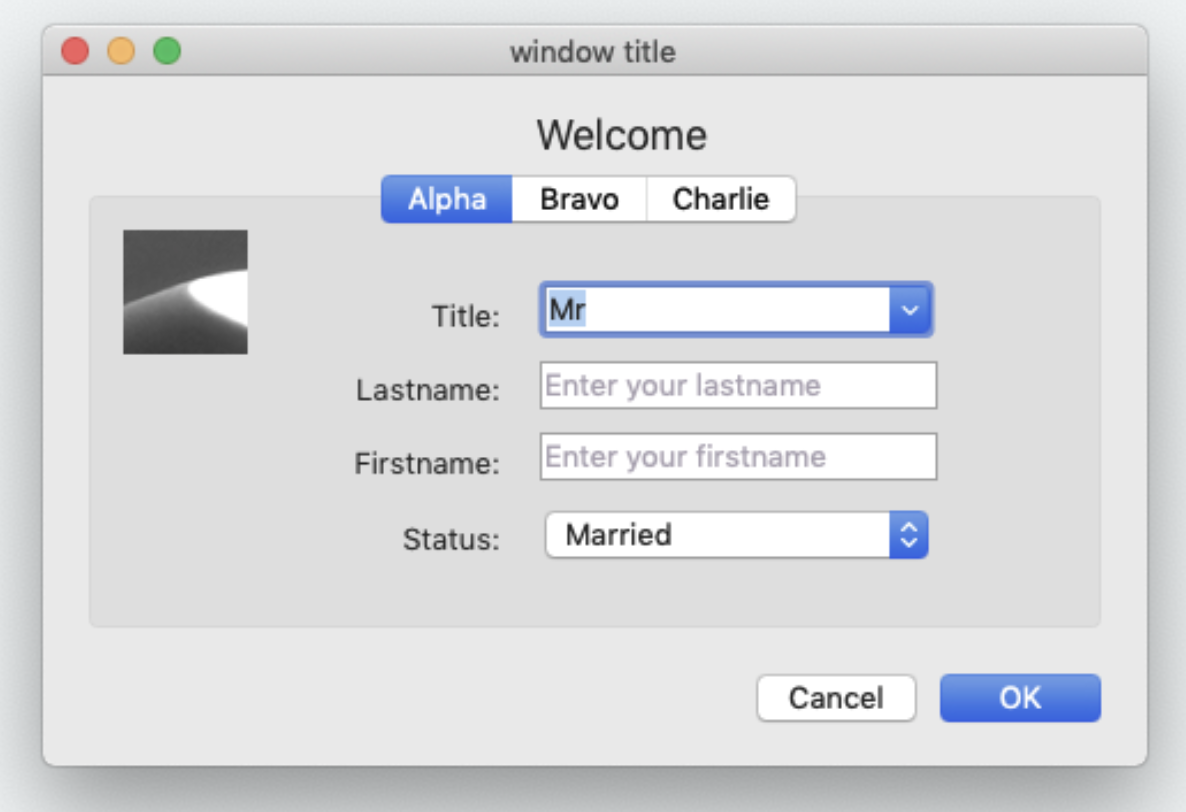 window title
Welcome
Alpha Bravo Charlie
Title: Mr
Lastname: Enter your lastname
Firstname: Enter your firstname
Status: Married
Cancel OK